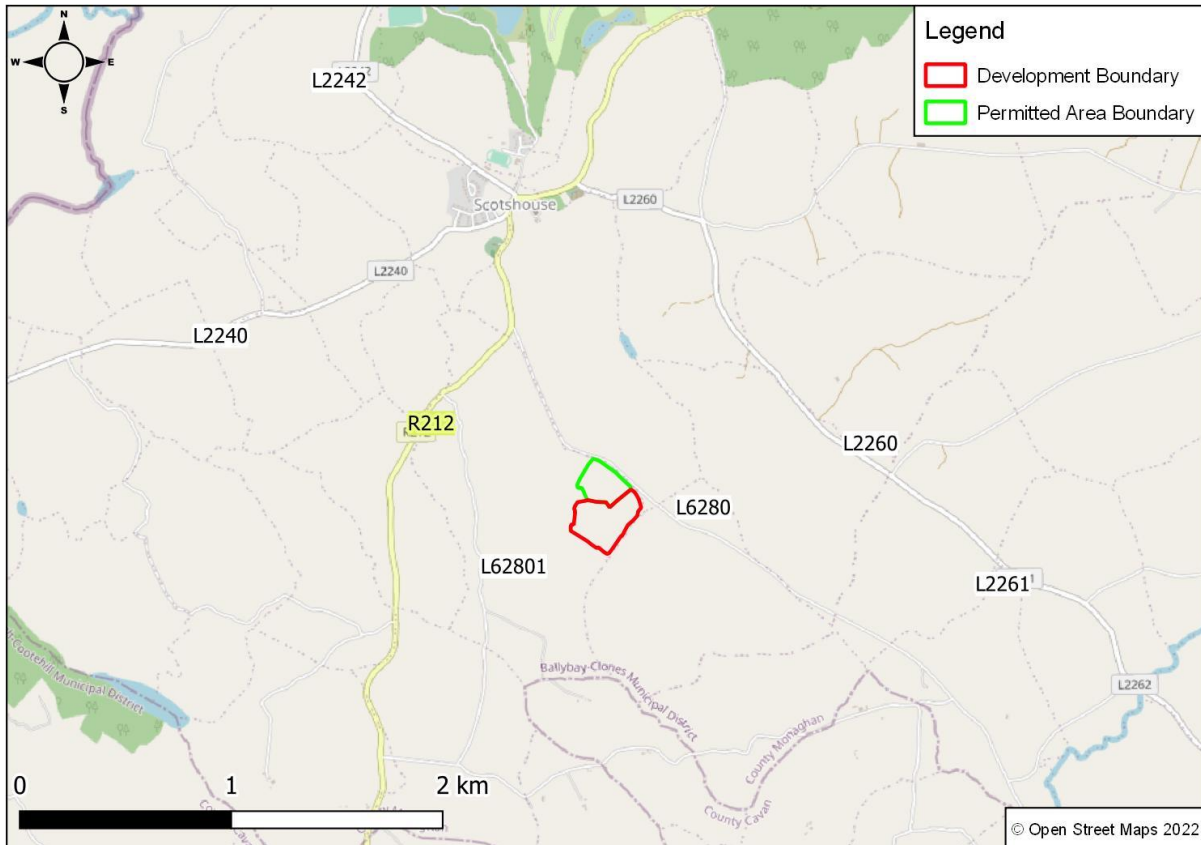 N
W
E
S
Legend
Development Boundary
Permitted Area Boundary
L2242
Scotshouse
L2260
L2240
L2240
R212
L2260
L6280
L62801
L2261
L2262
Cootehill Municipal District
Ballybay-Clones Municipal District
County Monaghan
County Cavan
0
1
2 km
© Open Street Maps 2022